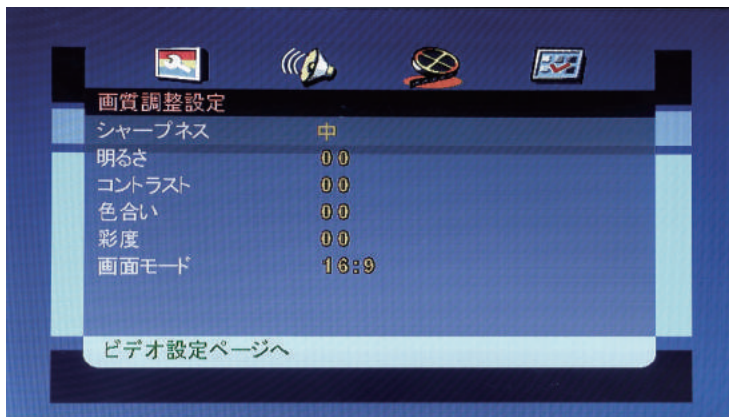 画質調整設定
シャープネス 中
明るさ 00
コントラスト 00
色合い 00
彩度 00
画面モード 16:9
ビデオ設定ページへ